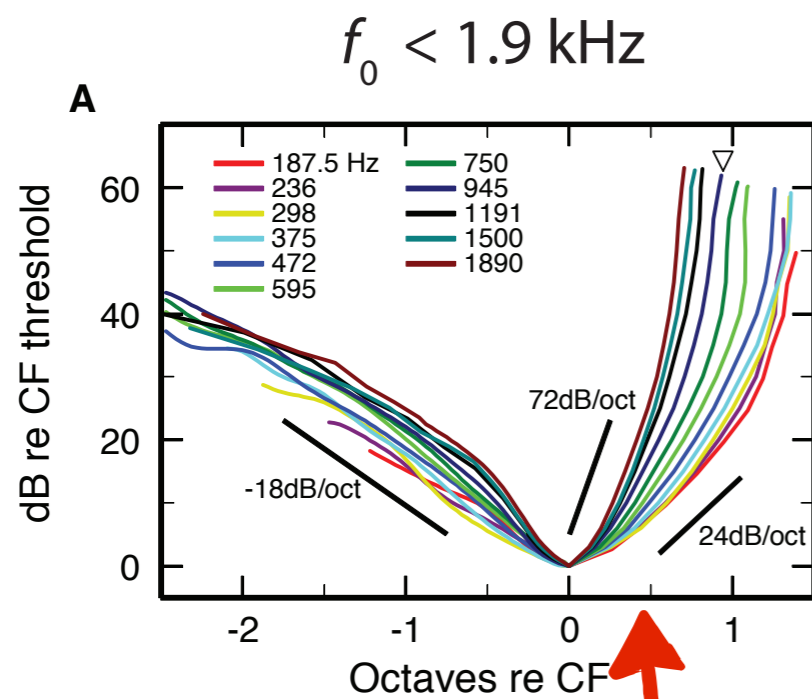 f0 < 1.9 kHz
A
dB re CF threshold
60
40
20
0
187.5 Hz
236
298
375
472
595
750
945
1191
1500
1890
72dB/oct
-18dB/oct
24dB/oct
-2
-1
0
1
Octaves re CF